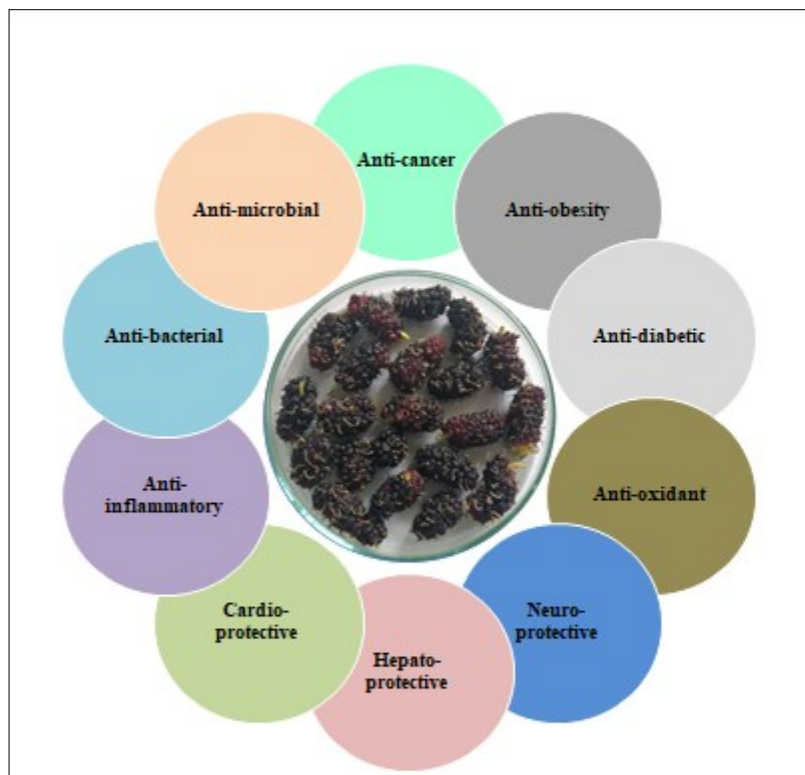 Anti-cancer
Anti-obesity
Anti-diabetic
Anti-oxidant
Neuro-
protective
Hepato-
protective
Cardio-
protective
Anti-
inflammatory
Anti-bacterial
Anti-microbial